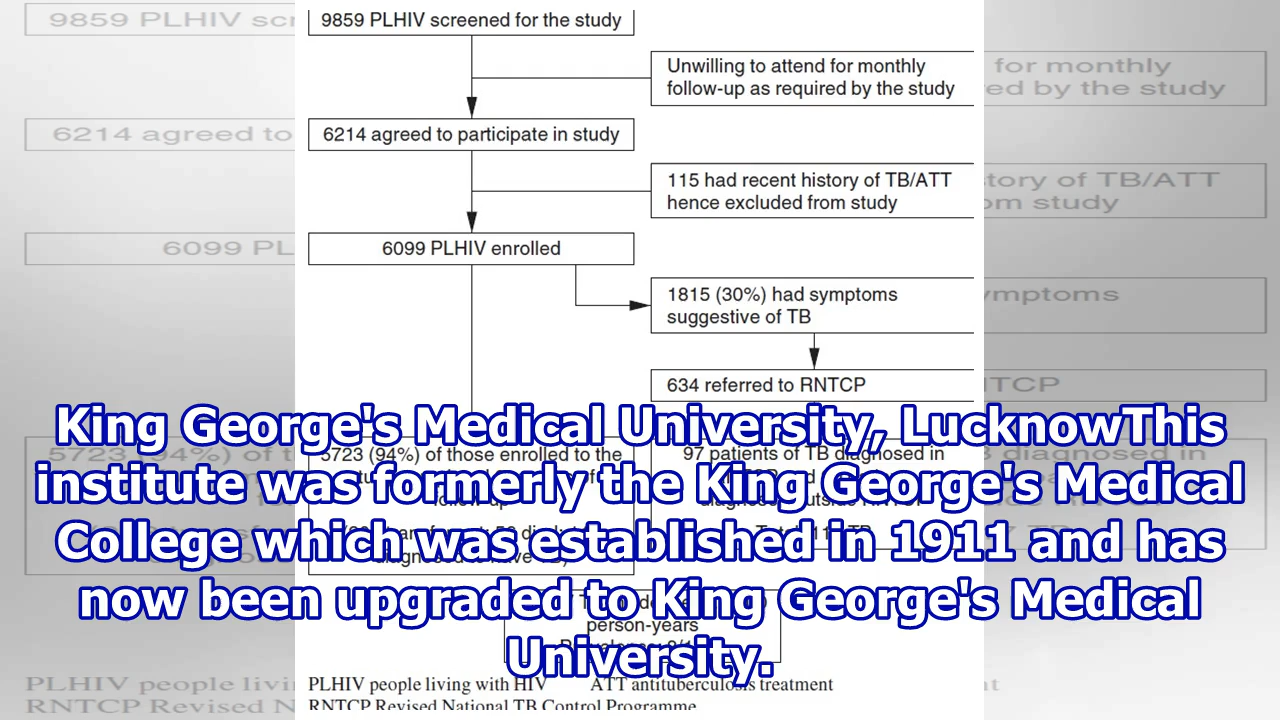 9859 PLHIV screened for the study
Unwilling to attend for monthly
follow-up as required by the study
6214 agreed to participate in study
115 had recent history of TB/ATT
hence excluded from study
6099 PLHIV enrolled
1815 (30%) had symptoms
suggestive of TB
634 referred to RNTCP
King George's Medical University, LucknowThis
institute was formerly the King George's Medical
College which was established in 1911 and has
now been upgraded to King George's Medical
University.
5723 (94%) of those enrolled to the
97 patients of TB diagnosed in
person-years
PLHIV people living with HIV
ATT antituberculosis treatment
RNTCP Revised National TB Control Programme